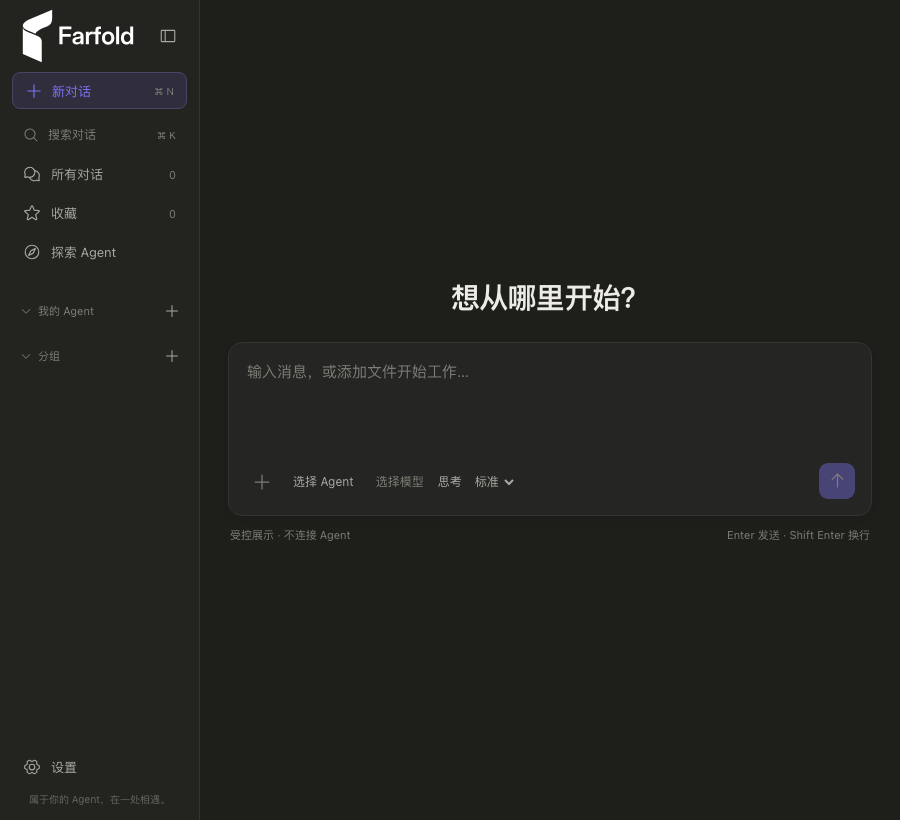 Farfold
新对话 ⌘ N
搜索对话 ⌘ K
所有对话 0
收藏 0
探索 Agent
我的 Agent
分组
想从哪里开始?
输入消息，或添加文件开始工作...
选择 Agent 选择模型 思考 标准
受控展示 · 不连接 Agent
Enter 发送 · Shift Enter 换行
设置
属于你的 Agent，在一处相遇。